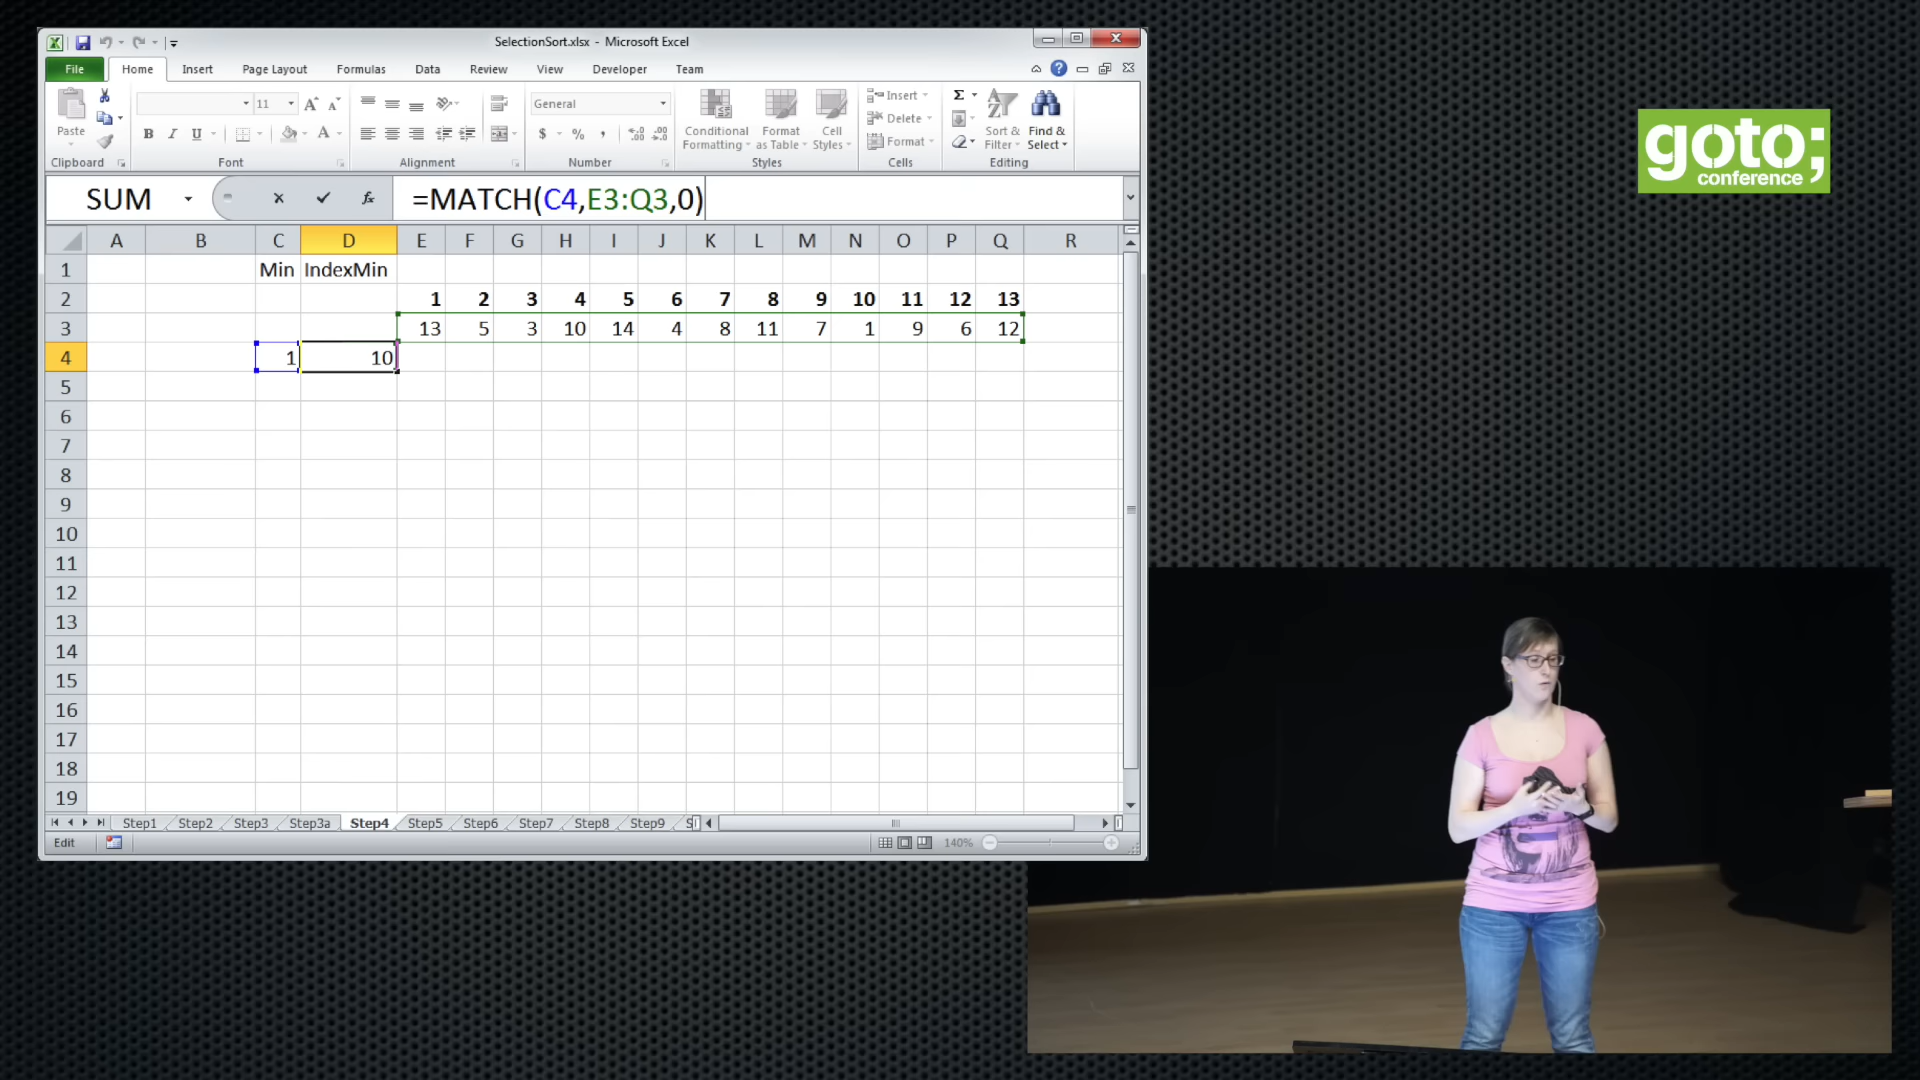 SelectionSort.xlsx - Microsoft Excel
File Home Insert Page Layout Formulas Data Review View Developer Team
Paste
11
General
Conditional Formatting
Format as Table
Cell Styles
Insert
Delete
Format
Sort & Filter
Find & Select
Clipboard Font Alignment Number Styles Cells Editing
SUM fx =MATCH(C4,E3:Q3,0)
A B C D E F G H I J K L M N O P Q R
1 Min IndexMin
2 1 2 3 4 5 6 7 8 9 10 11 12 13
3 13 5 3 10 14 4 8 11 7 1 9 6 12
4 1 10
5
6
7
8
9
10
11
12
13
14
15
16
17
18
19
Step1 Step2 Step3 Step3a Step4 Step5 Step6 Step7 Step8 Step9 S
Edit 140%
goto;
conference